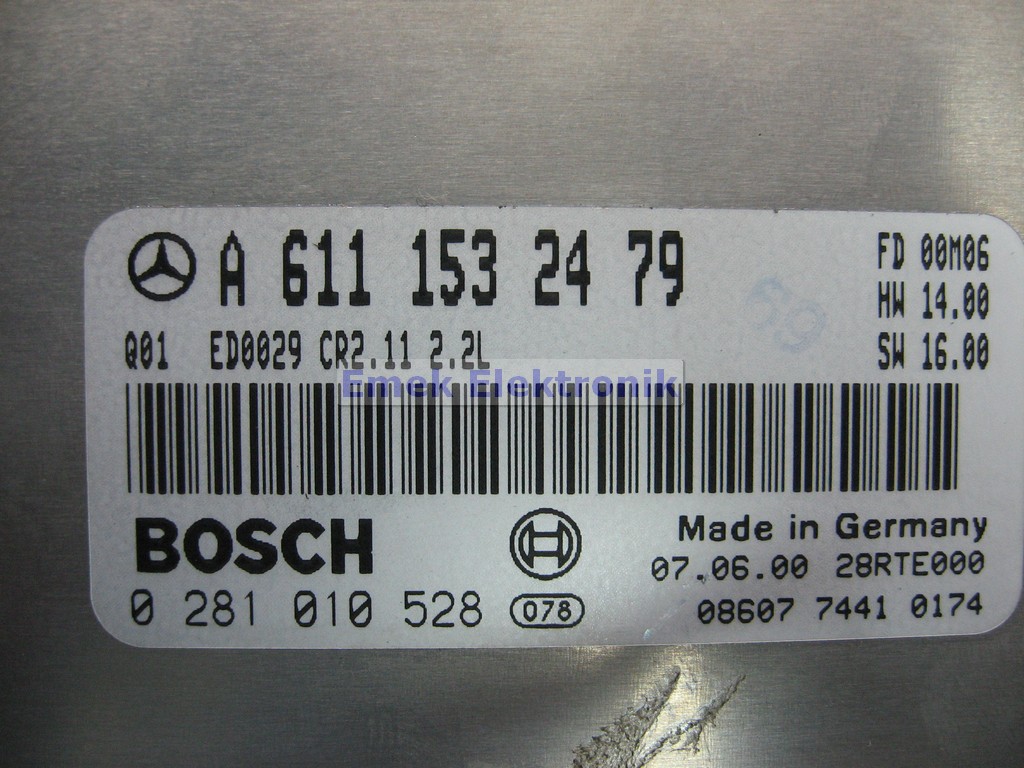 A 611 153 24 79
FD 00M06
HW 14.00
SW 16.00
Q01 ED0029 CR2.11 2.2L
Emek Elektronik
69
BOSCH
Made in Germany
07.06.00 28RTE000
0 281 010 528 078
08607 7441 0174